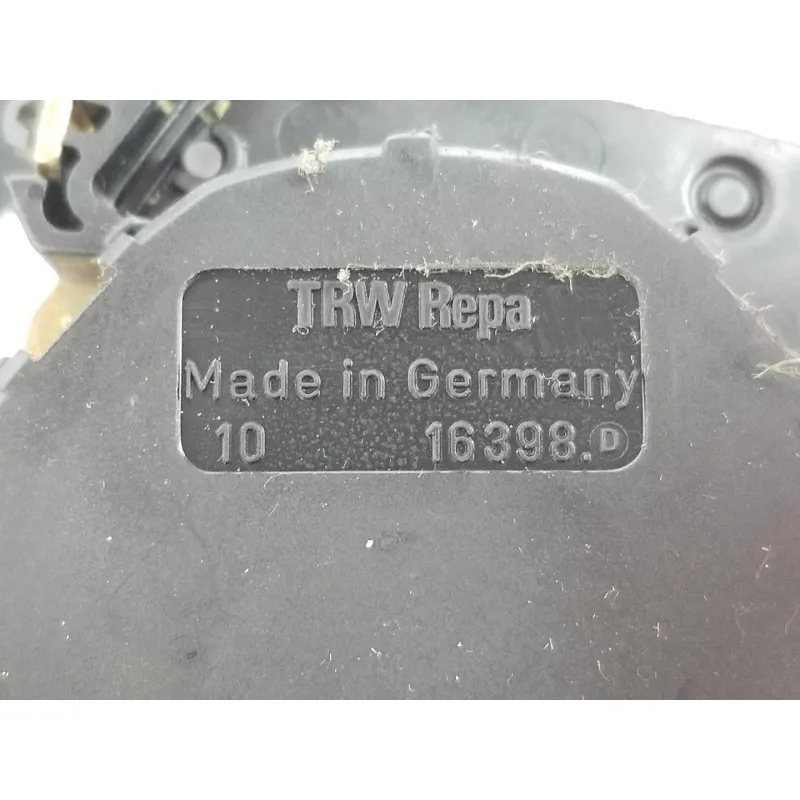 TRW Repa
Made in Germany
10 16398.D